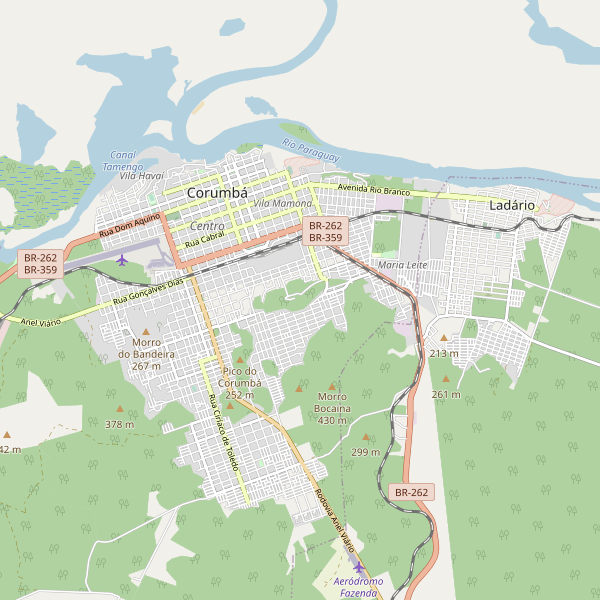 Rio Paraguay
Canal
Tamengo
Vila Havaí
Corumbá
Avenida Rio Branco
Vila Mamona
Ladário
Rua Dom Aquino
Centro
Rua Cabral
BR-262
BR-359
BR-262
BR-359
Maria Leite
Rua Gonçalves Dias
Anel Viário
Morro
do Bandeira
267 m
213 m
Pico do
Corumbá
252 m
261 m
Morro
Bocaina
430 m
378 m
42 m
Rua Ciríaco de Toledo
299 m
BR-262
Rodovia Anel Viário
Aeródromo
Fazenda